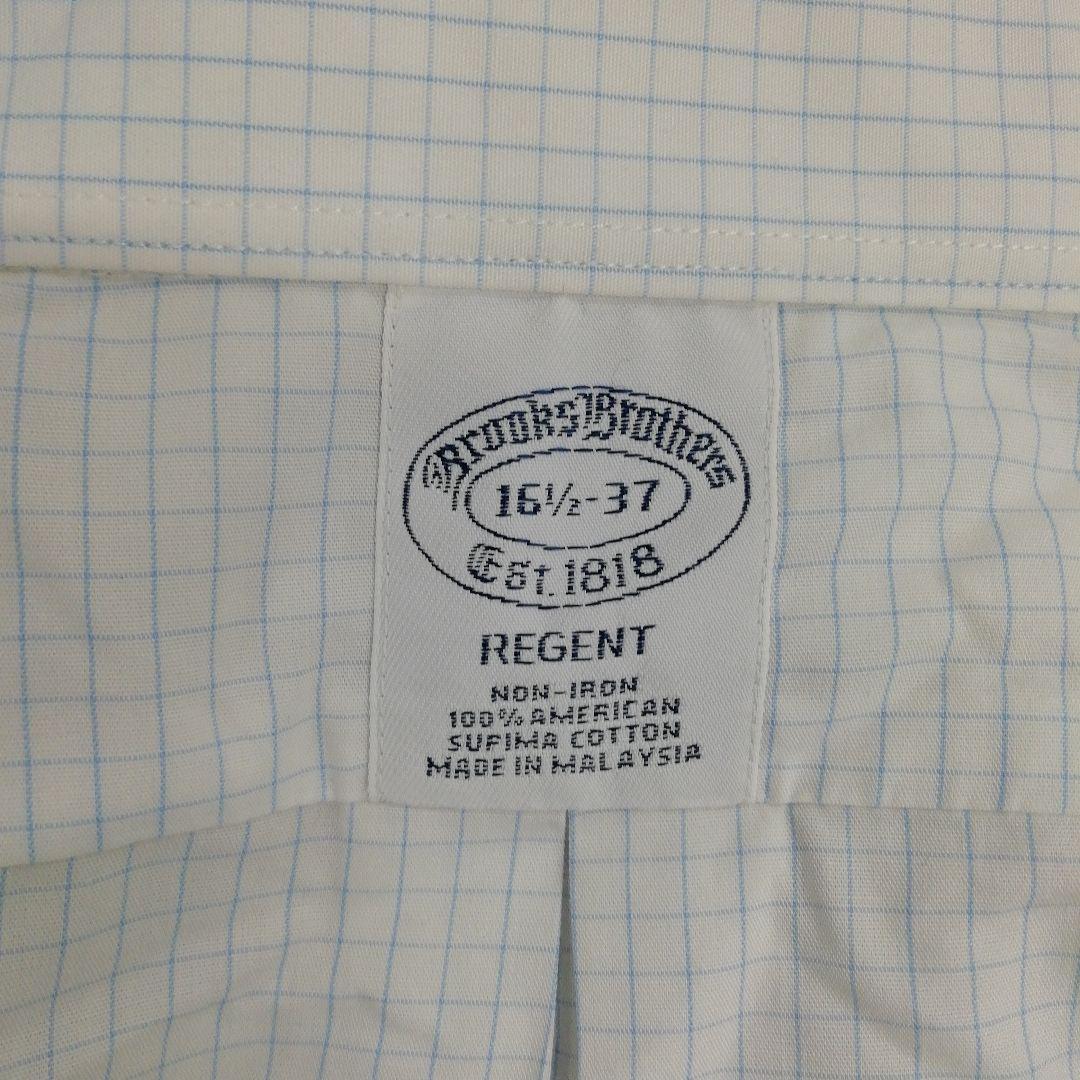 Brooks Brothers
16½-37
Est. 1818
REGENT
NON-IRON
100% AMERICAN
SUPIMA COTTON
MADE IN MALAYSIA